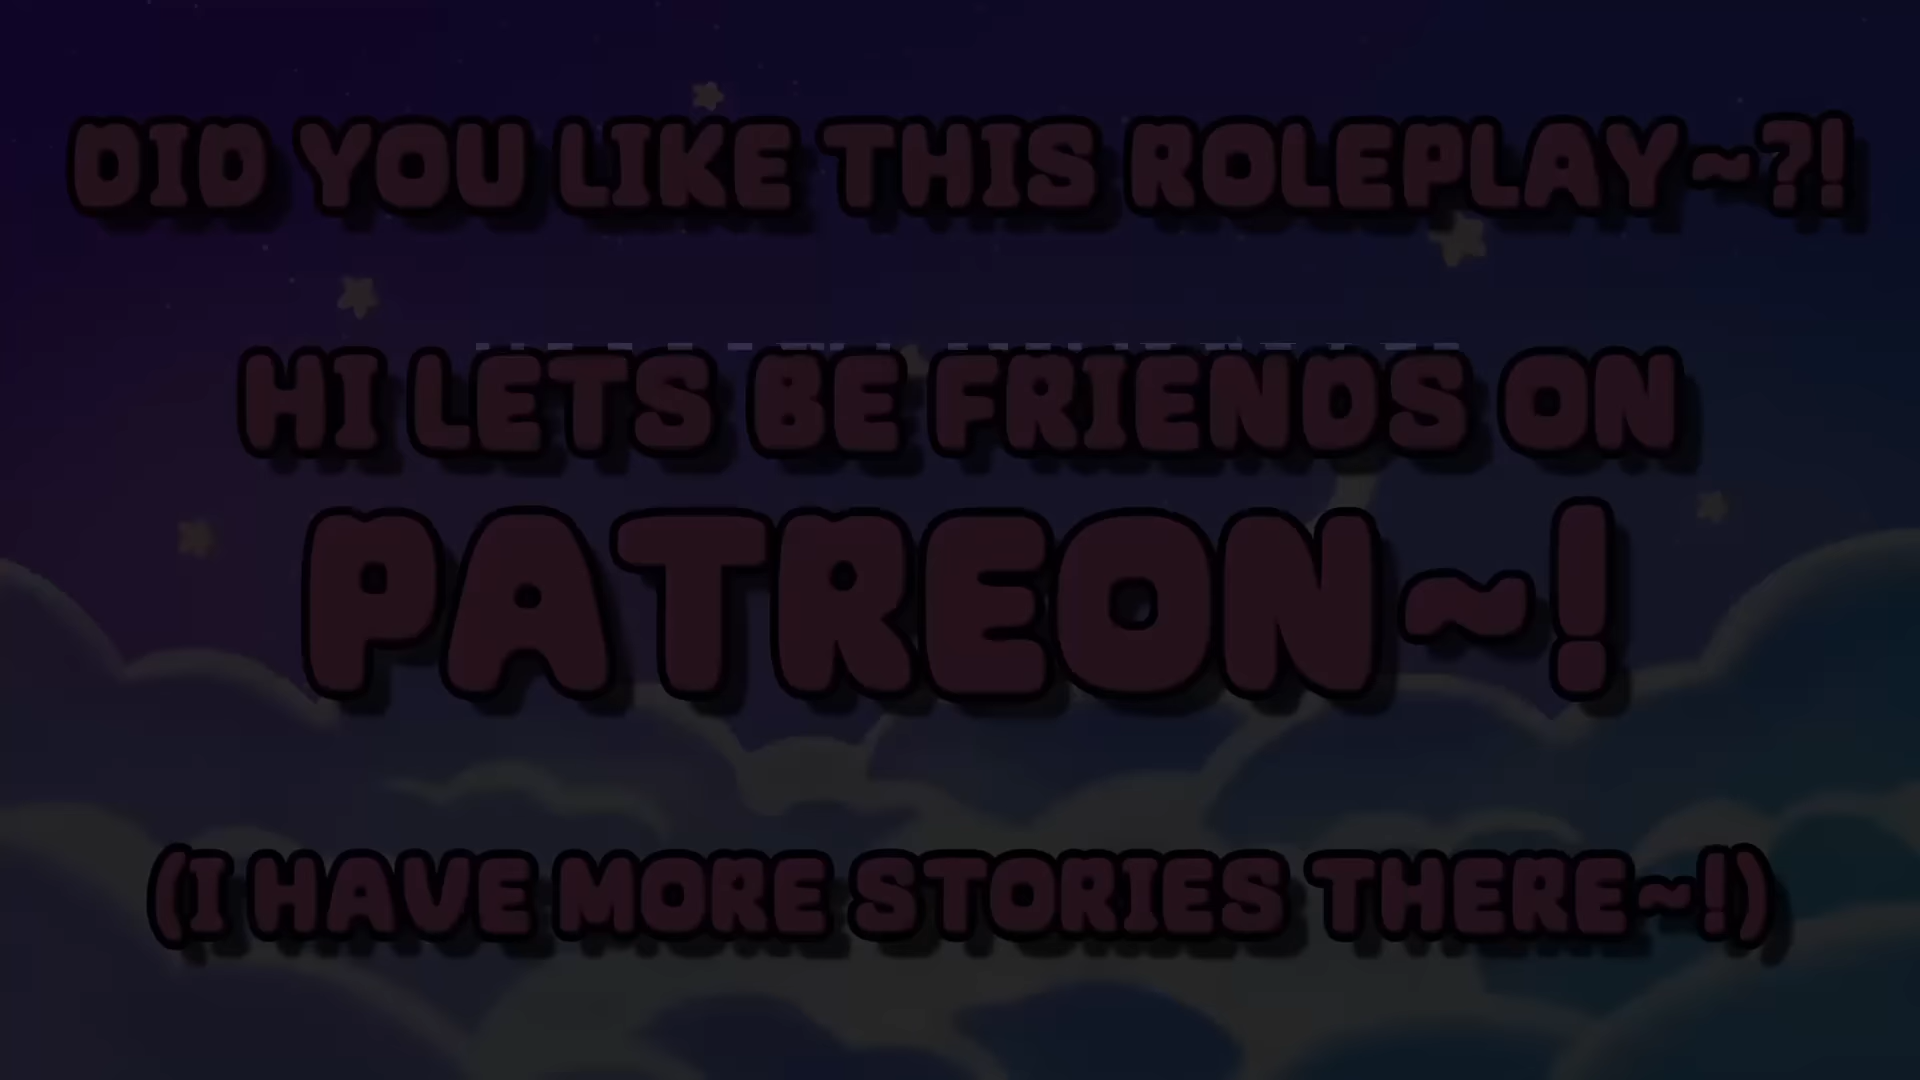 DID YOU LIKE THIS ROLEPLAY~?!
HI LETS BE FRIENDS ON
PATREON~!
(I HAVE MORE STORIES THERE~!)